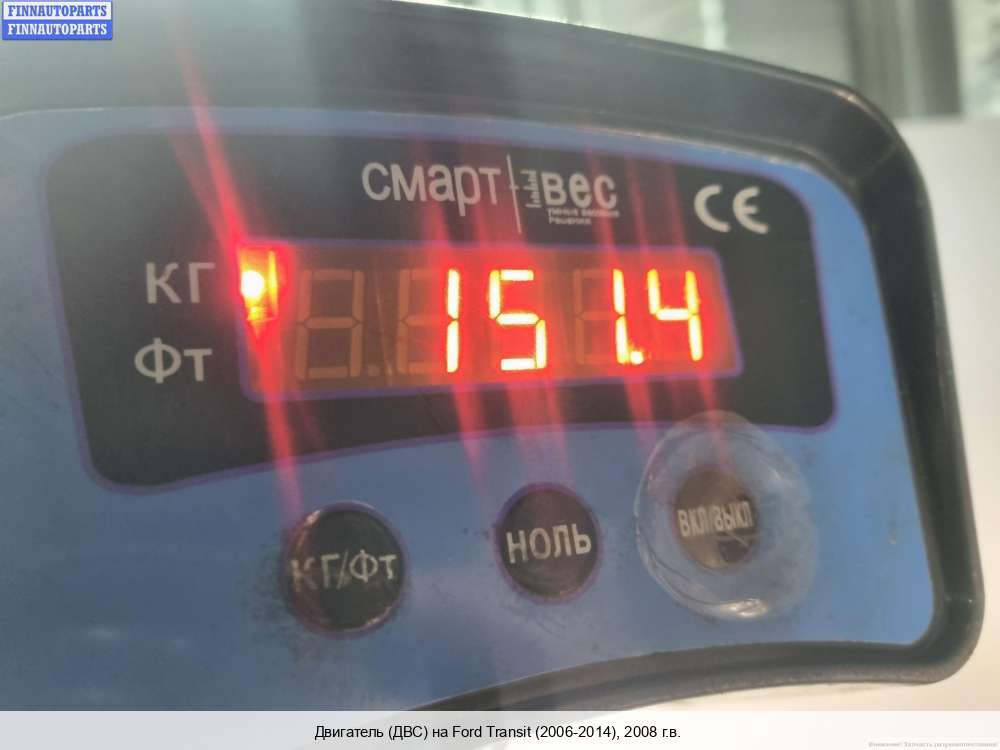 FINNAUTOPARTS
FINNAUTOPARTS
смарт вес
CE
КГ
151.4
Фт
КГ/ФТ
НОЛЬ
ВКЛ/ВЫКЛ
Двигатель (ДВС) на Ford Transit (2006-2014), 2008 г.в.